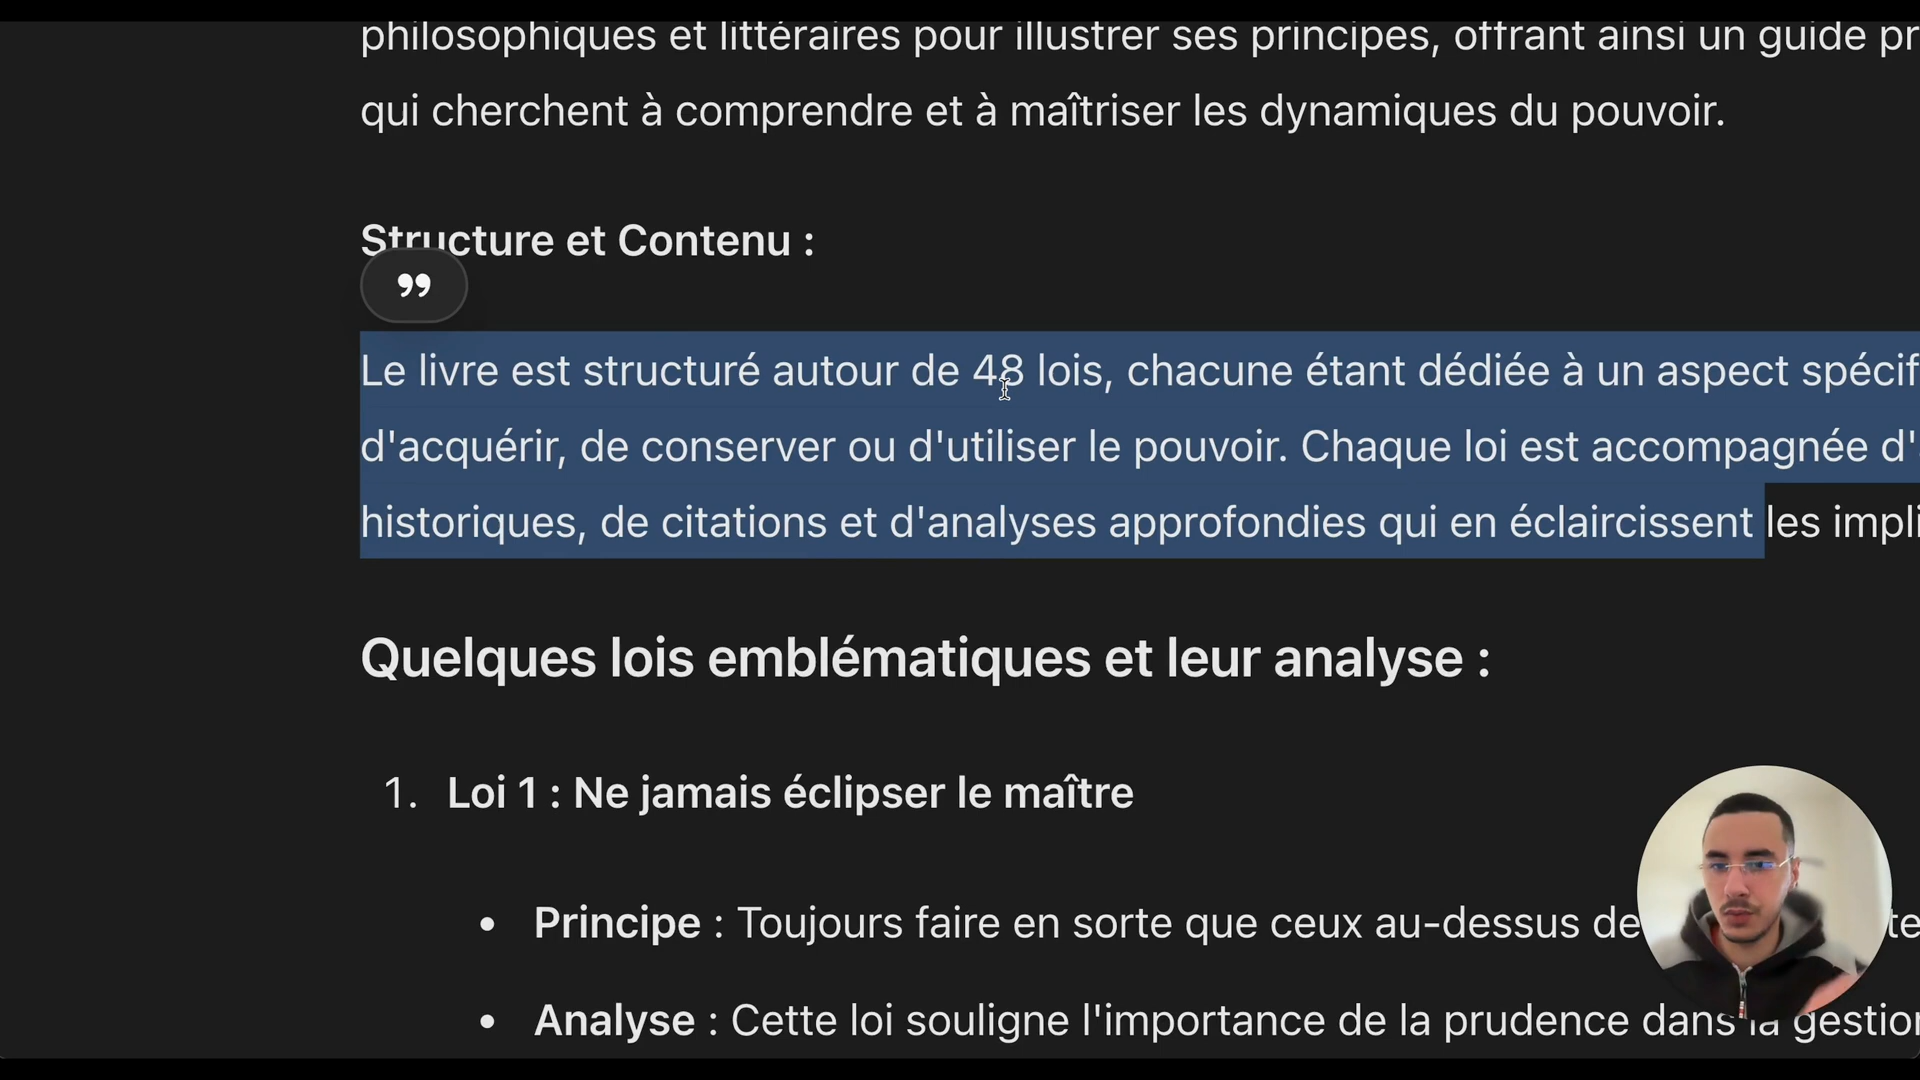 philosophiques et littéraires pour illustrer ses principes, offrant ainsi un guide pr
qui cherchent à comprendre et à maîtriser les dynamiques du pouvoir.
Structure et Contenu :
Le livre est structuré autour de 48 lois, chacune étant dédiée à un aspect spécif
d'acquérir, de conserver ou d'utiliser le pouvoir. Chaque loi est accompagnée d'
historiques, de citations et d'analyses approfondies qui en éclaircissent les impli
Quelques lois emblématiques et leur analyse :
1. Loi 1 : Ne jamais éclipser le maître
• Principe : Toujours faire en sorte que ceux au-dessus de
• Analyse : Cette loi souligne l'importance de la prudence dans la gestion